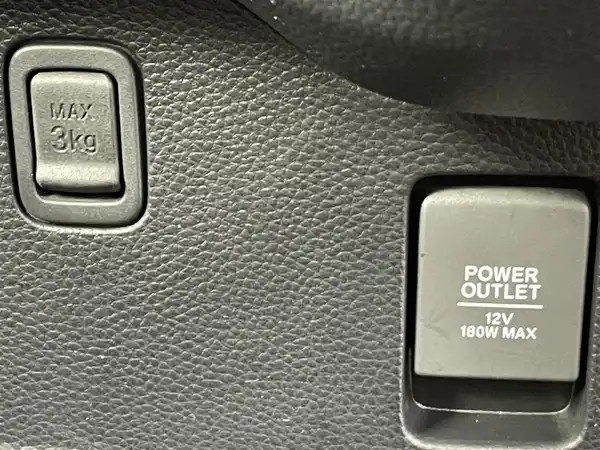 MAX
3kg
POWER
OUTLET
12V
180W MAX